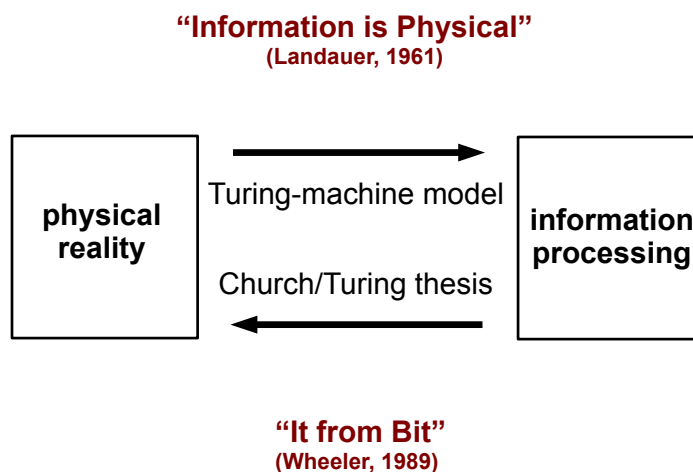 “Information is Physical”
(Landauer, 1961)
physical
reality
Turing-machine model
Church/Turing thesis
information
processing
“It from Bit”
(Wheeler, 1989)